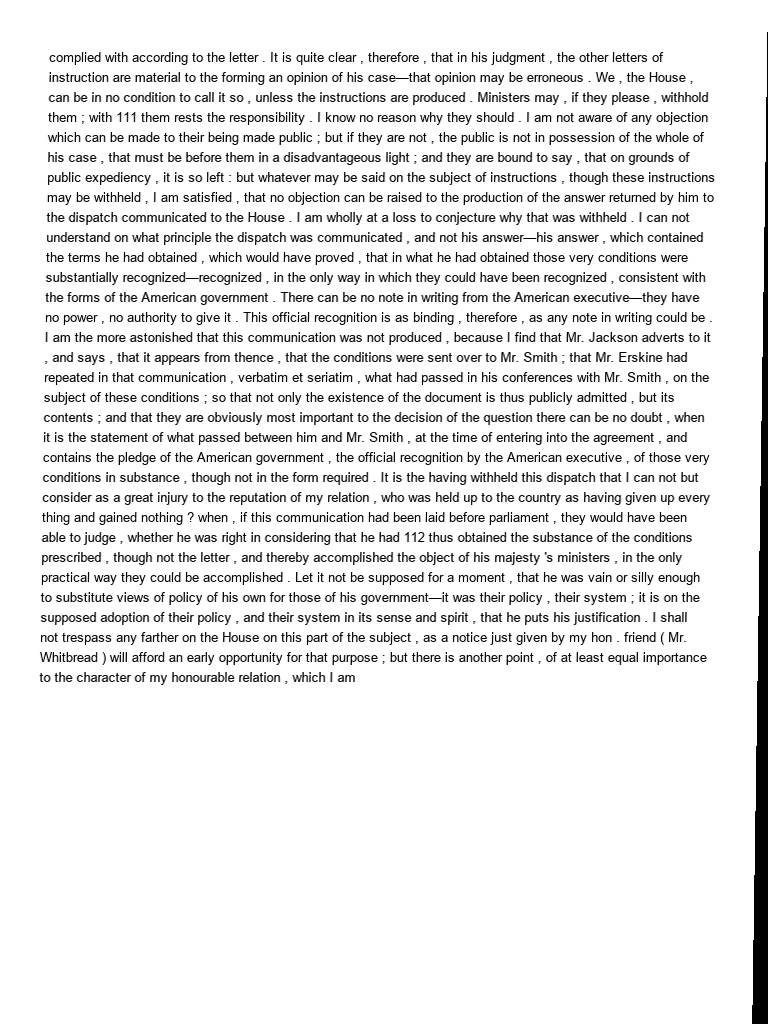 complied with according to the letter . It is quite clear , therefore , that in his judgment , the other letters of
instruction are material to the forming an opinion of his case—that opinion may be erroneous . We , the House ,
can be in no condition to call it so , unless the instructions are produced . Ministers may , if they please , withhold
them ; with 111 them rests the responsibility . I know no reason why they should . I am not aware of any objection
which can be made to their being made public ; but if they are not , the public is not in possession of the whole of
his case , that must be before them in a disadvantageous light ; and they are bound to say , that on grounds of
public expediency , it is so left : but whatever may be said on the subject of instructions , though these instructions
may be withheld , I am satisfied , that no objection can be raised to the production of the answer returned by him to
the dispatch communicated to the House . I am wholly at a loss to conjecture why that was withheld . I can not
understand on what principle the dispatch was communicated , and not his answer—his answer , which contained
the terms he had obtained , which would have proved , that in what he had obtained those very conditions were
substantially recognized—recognized , in the only way in which they could have been recognized , consistent with
the forms of the American government . There can be no note in writing from the American executive—they have
no power , no authority to give it . This official recognition is as binding , therefore , as any note in writing could be .
I am the more astonished that this communication was not produced , because I find that Mr. Jackson adverts to it
, and says , that it appears from thence , that the conditions were sent over to Mr. Smith ; that Mr. Erskine had
repeated in that communication , verbatim et seriatim , what had passed in his conferences with Mr. Smith , on the
subject of these conditions ; so that not only the existence of the document is thus publicly admitted , but its
contents ; and that they are obviously most important to the decision of the question there can be no doubt , when
it is the statement of what passed between him and Mr. Smith , at the time of entering into the agreement , and
contains the pledge of the American government , the official recognition by the American executive , of those very
conditions in substance , though not in the form required . It is the having withheld this dispatch that I can not but
consider as a great injury to the reputation of my relation , who was held up to the country as having given up every
thing and gained nothing ? when , if this communication had been laid before parliament , they would have been
able to judge , whether he was right in considering that he had 112 thus obtained the substance of the conditions
prescribed , though not the letter , and thereby accomplished the object of his majesty 's ministers , in the only
practical way they could be accomplished . Let it not be supposed for a moment , that he was vain or silly enough
to substitute views of policy of his own for those of his government—it was their policy , their system ; it is on the
supposed adoption of their policy , and their system in its sense and spirit , that he puts his justification . I shall
not trespass any farther on the House on this part of the subject , as a notice just given by my hon . friend ( Mr.
Whitbread ) will afford an early opportunity for that purpose ; but there is another point , of at least equal importance
to the character of my honourable relation , which I am